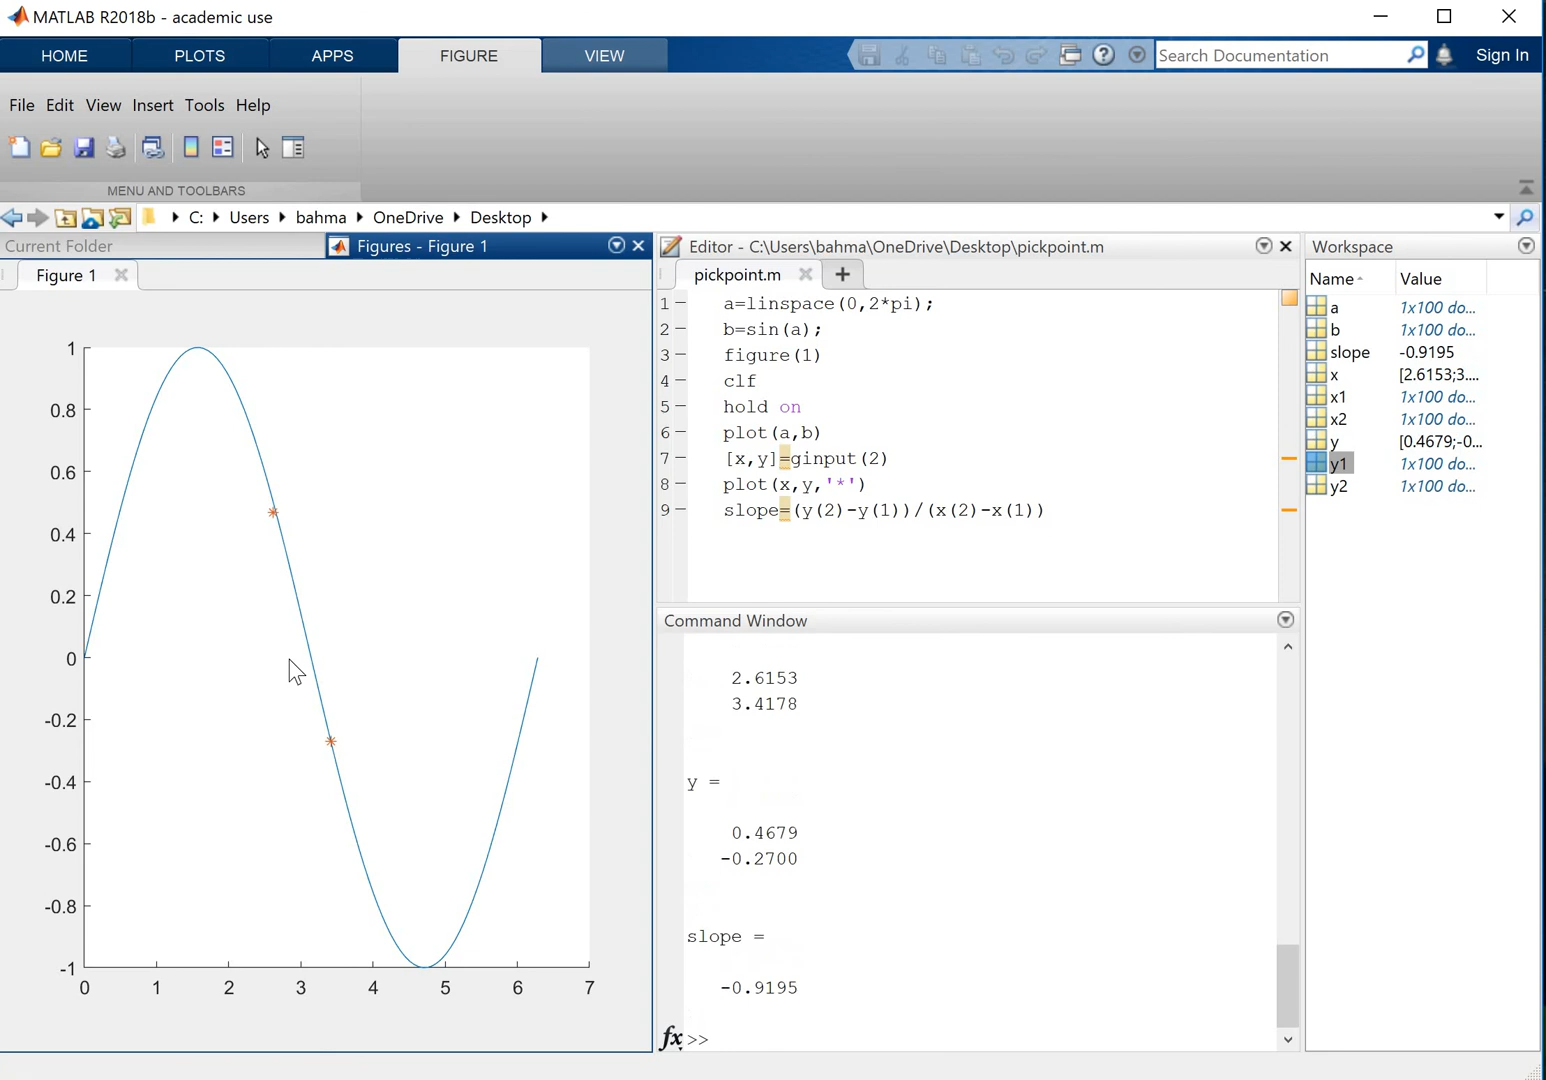 MATLAB R2018b - academic use
HOME PLOTS APPS FIGURE VIEW Search Documentation Sign In
File Edit View Insert Tools Help
MENU AND TOOLBARS
C: Users bahma OneDrive Desktop
Current Folder
Figures - Figure 1
Figure 1
1
0.8
0.6
0.4
0.2
0
-0.2
-0.4
-0.6
-0.8
-1
0 1 2 3 4 5 6 7
Editor - C:\Users\bahma\OneDrive\Desktop\pickpoint.m
pickpoint.m +
1 - a=linspace(0,2*pi);
2 - b=sin(a);
3 - figure(1)
4 - clf
5 - hold on
6 - plot(a,b)
7 - [x,y]=ginput(2)
8 - plot(x,y,'*')
9 - slope=(y(2)-y(1))/(x(2)-x(1))
Command Window
2.6153
3.4178
y =
0.4679
-0.2700
slope =
-0.9195
fx >>
Workspace
Name Value
a 1x100 do...
b 1x100 do...
slope -0.9195
x [2.6153;3....
x1 1x100 do...
x2 1x100 do...
y [0.4679;-0...
y1 1x100 do...
y2 1x100 do...